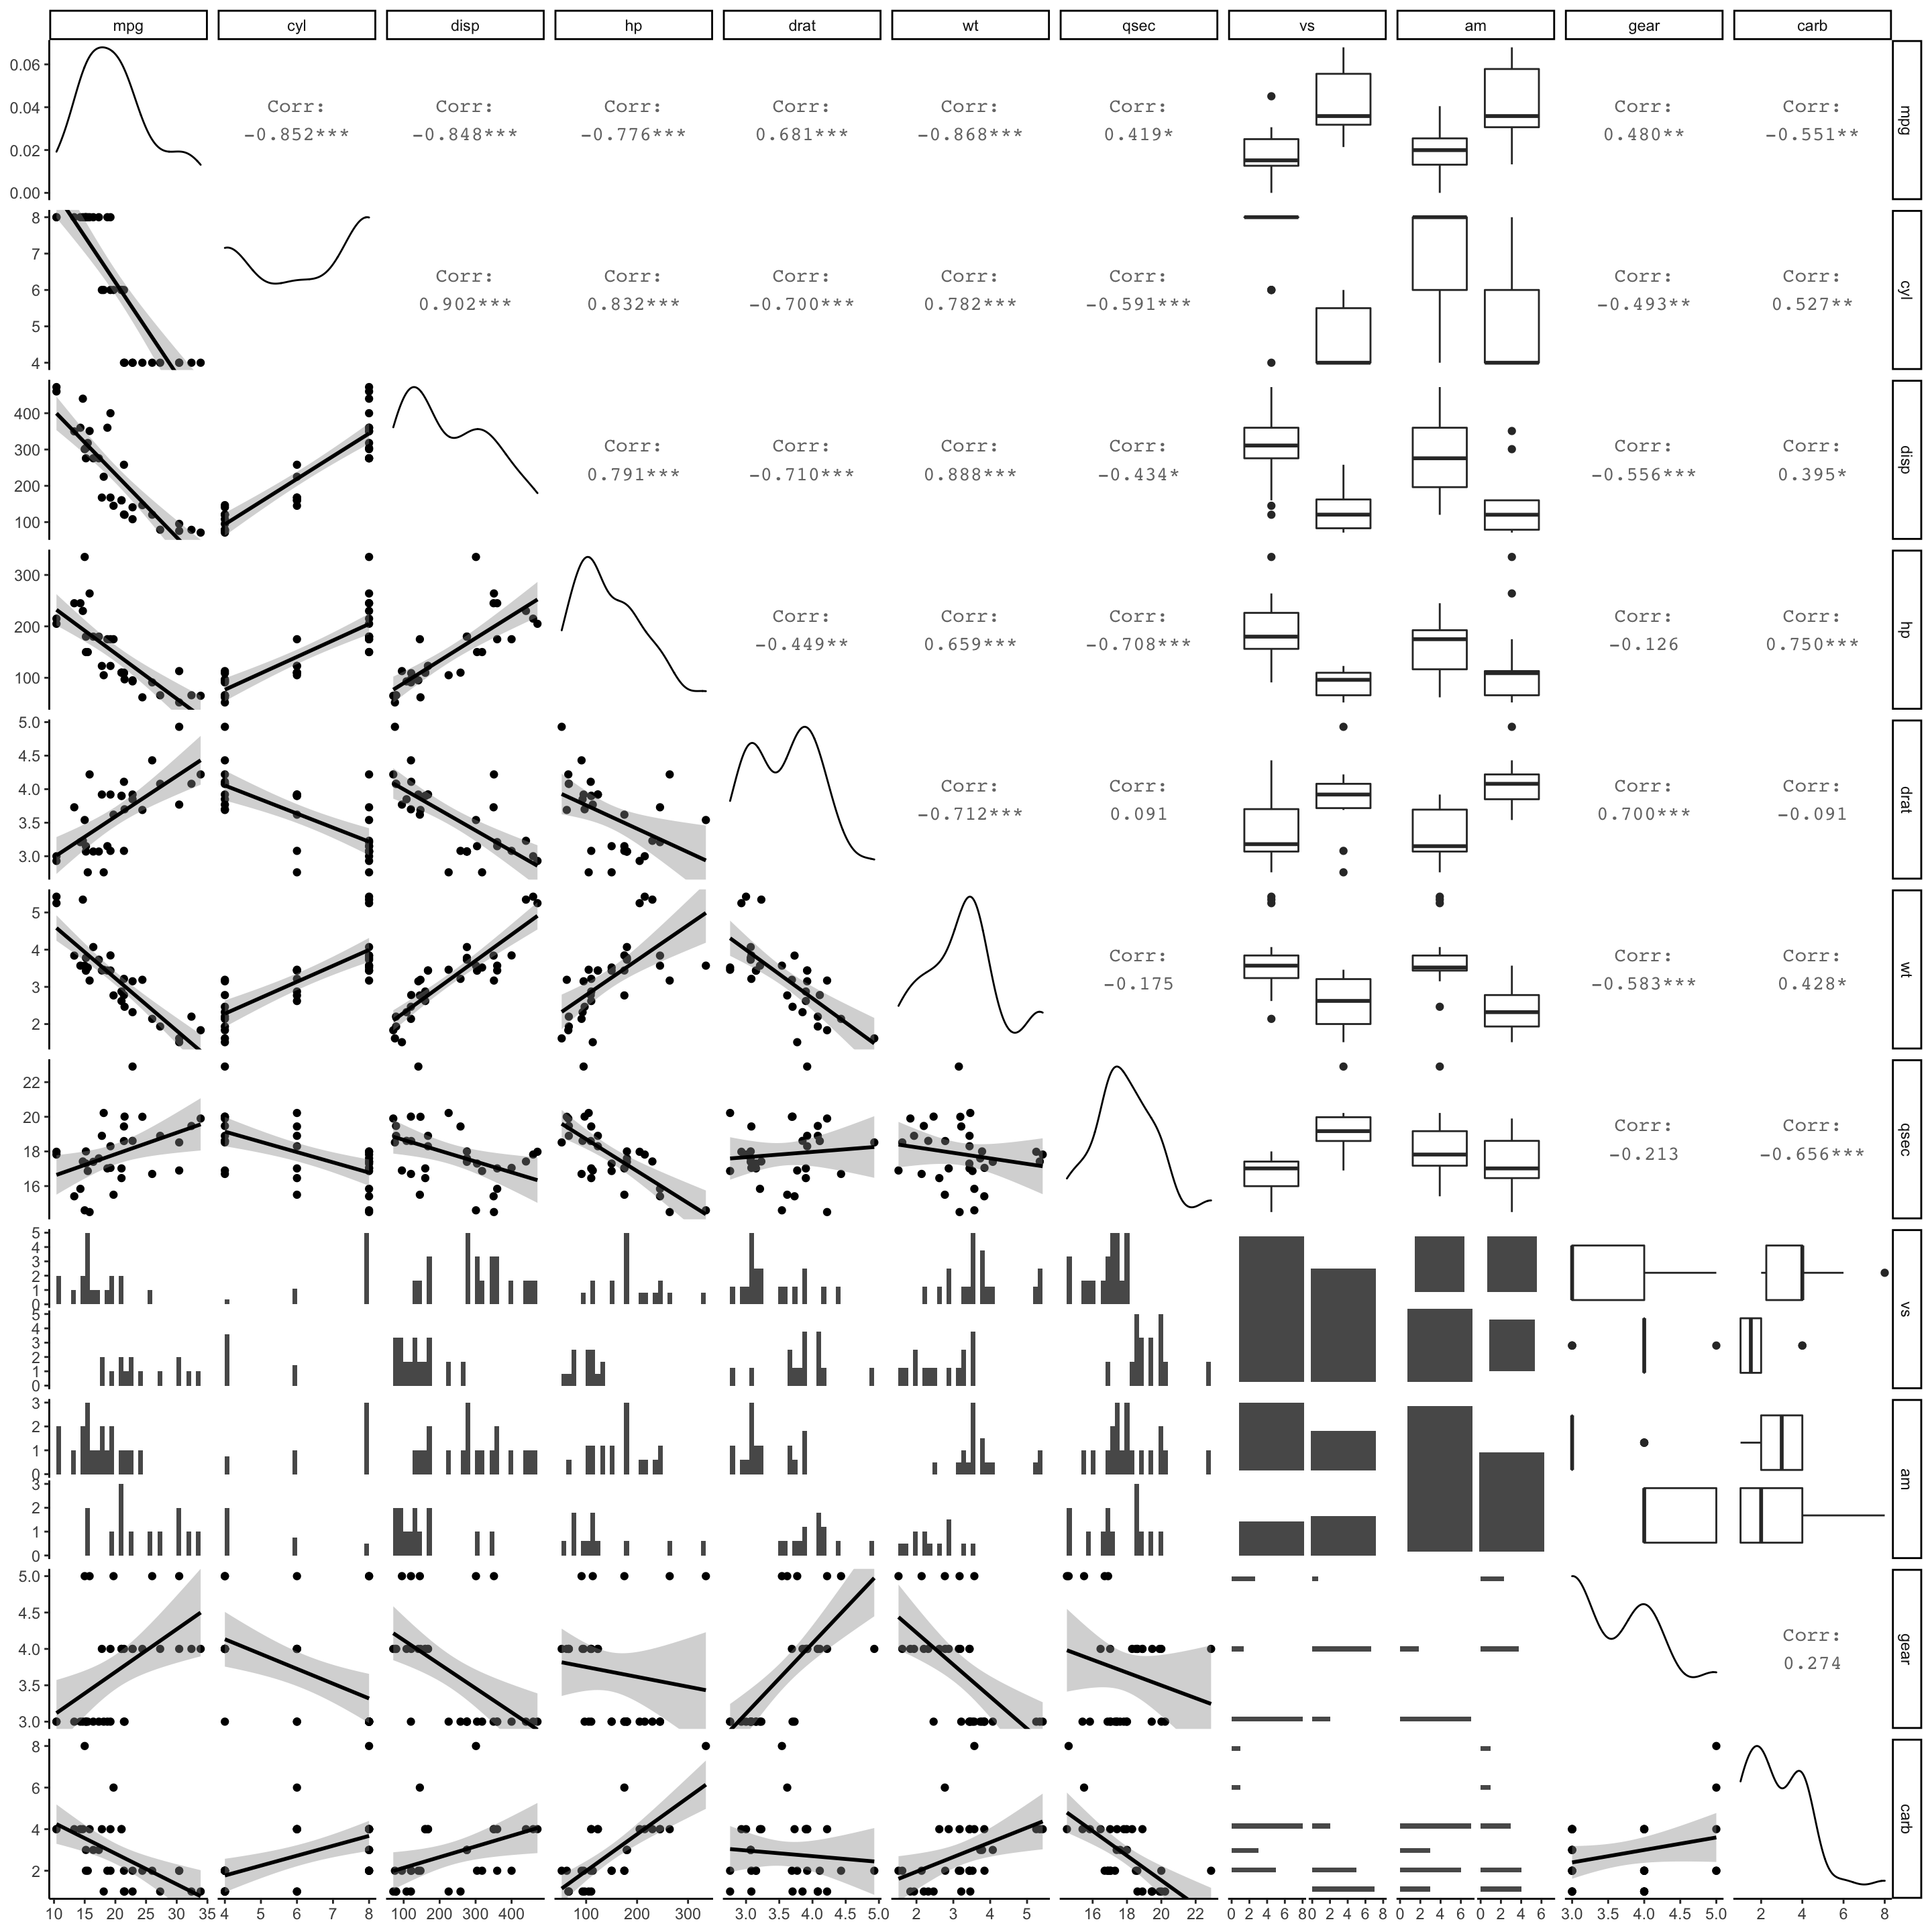 mpg cyl disp hp drat wt qsec vs am gear carb
0.06
0.04 Corr: Corr: Corr: Corr: Corr: Corr: Corr: Corr: mpg
-0.852*** -0.848*** -0.776*** 0.681*** -0.868*** 0.419* 0.480** -0.551**
0.02
0.00
8
7
6 Corr: Corr: Corr: Corr: Corr: Corr: Corr: cyl
0.902*** 0.832*** -0.700*** 0.782*** -0.591*** -0.493** 0.527**
5
4
400
300 Corr: Corr: Corr: Corr: Corr: Corr: disp
0.791*** -0.710*** 0.888*** -0.434* -0.556*** 0.395*
200
100
300
200 Corr: Corr: Corr: Corr: Corr: hp
-0.449** 0.659*** -0.708*** -0.126 0.750***
100
5.0
4.5
4.0 Corr: Corr: Corr: Corr: drat
-0.712*** 0.091 0.700*** -0.091
3.5
3.0
5
4 Corr: Corr: Corr: wt
-0.175 -0.583*** 0.428*
3
2
22
20
18 Corr: Corr: qsec
-0.213 -0.656***
16
5
4
3
2
1
0
vs
5
4
3
2
1
0
3
2
1
0
am
3
2
1
0
5.0
4.5
4.0 Corr: gear
0.274
3.5
3.0
8
6
4 carb
2
10 15 20 25 30 35 4 5 6 7 8 100 200 300 400 100 200 300 3.0 3.5 4.0 4.5 5.0 2 3 4 5 16 18 20 22 0 2 4 6 8 0 2 4 6 8 0 2 4 6 0 2 4 6 3.0 3.5 4.0 4.5 5.0 2 4 6 8